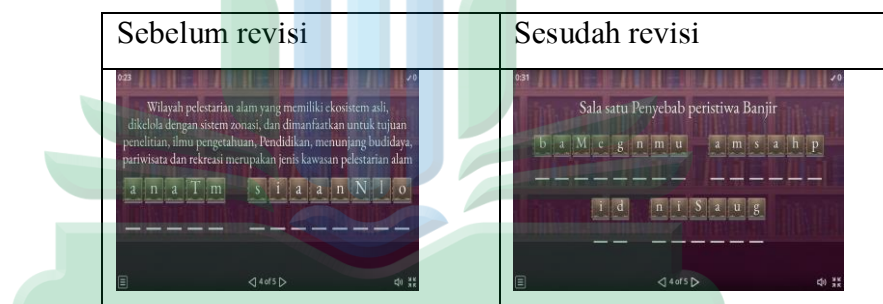 Sebelum revisi
Sesudah revisi
0:23
✓0
Wilayah pelestarian alam yang memiliki ekosistem asli,
dikelola dengan sistem zonasi, dan dimanfaatkan untuk tujuan
penelitian, ilmu pengetahuan, Pendidikan, menunjang budidaya,
pariwisata dan rekreasi merupakan jenis kawasan pelestarian alam
a n a T m s i a a n N l o
4 of 5
0:31
✓0
Sala satu Penyebab peristiwa Banjir
b a M e g n m u a m s a h p
i d n i S a u g
4 of 5